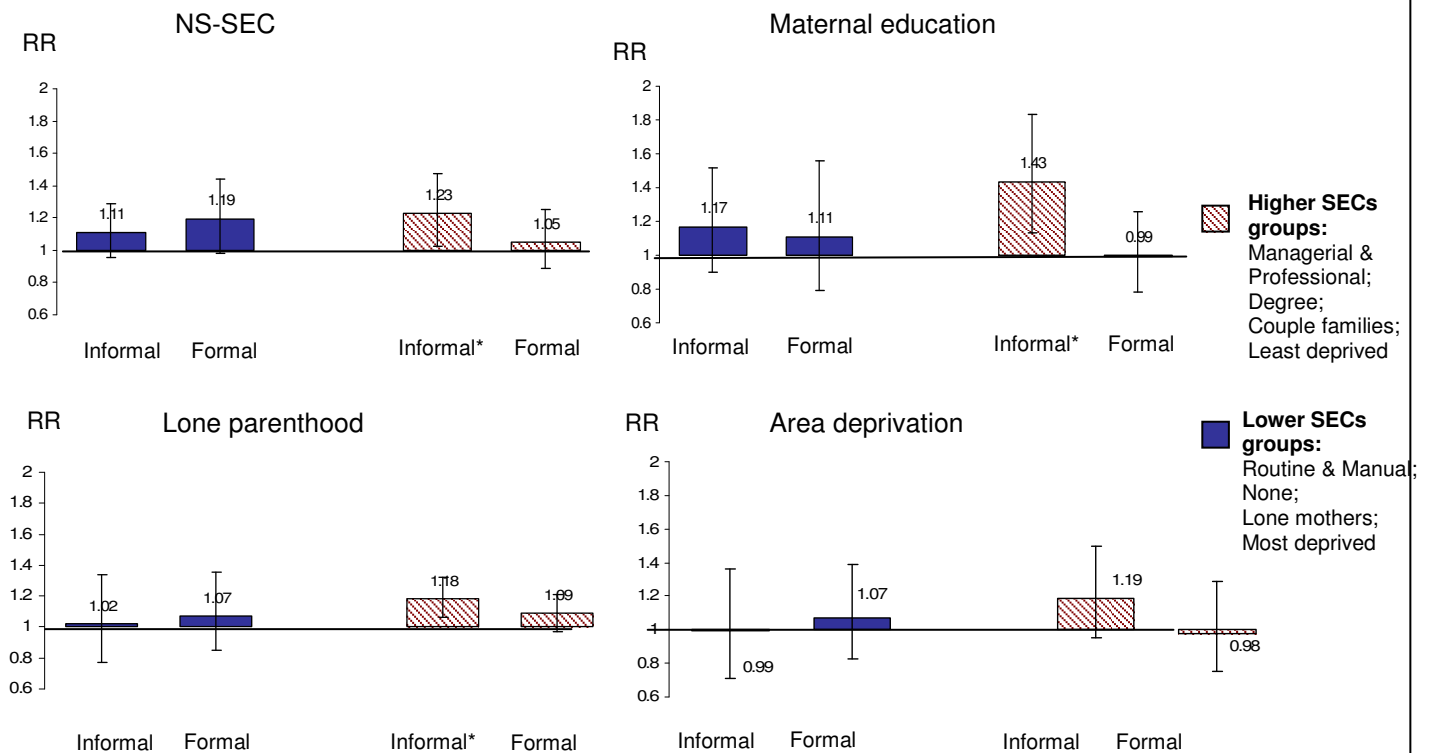 NS-SEC
RR
2
1.8
1.6
1.4
1.2
1
0.8
0.6
1.11
1.19
1.23
1.05
Informal Formal Informal* Formal
Maternal education
RR
2
1.8
1.6
1.4
1.2
1
0.8
0.6
1.17
1.11
1.43
0.99
Informal Formal Informal* Formal
Higher SECs
groups:
Managerial &
Professional;
Degree;
Couple families;
Least deprived
Lone parenthood
RR
2
1.8
1.6
1.4
1.2
1
0.8
0.6
1.02
1.07
1.18
1.09
Informal Formal Informal* Formal
Area deprivation
RR
2
1.8
1.6
1.4
1.2
1
0.8
0.6
0.99
1.07
1.19
0.98
Informal Formal Informal Formal
Lower SECs
groups:
Routine & Manual;
None;
Lone mothers;
Most deprived